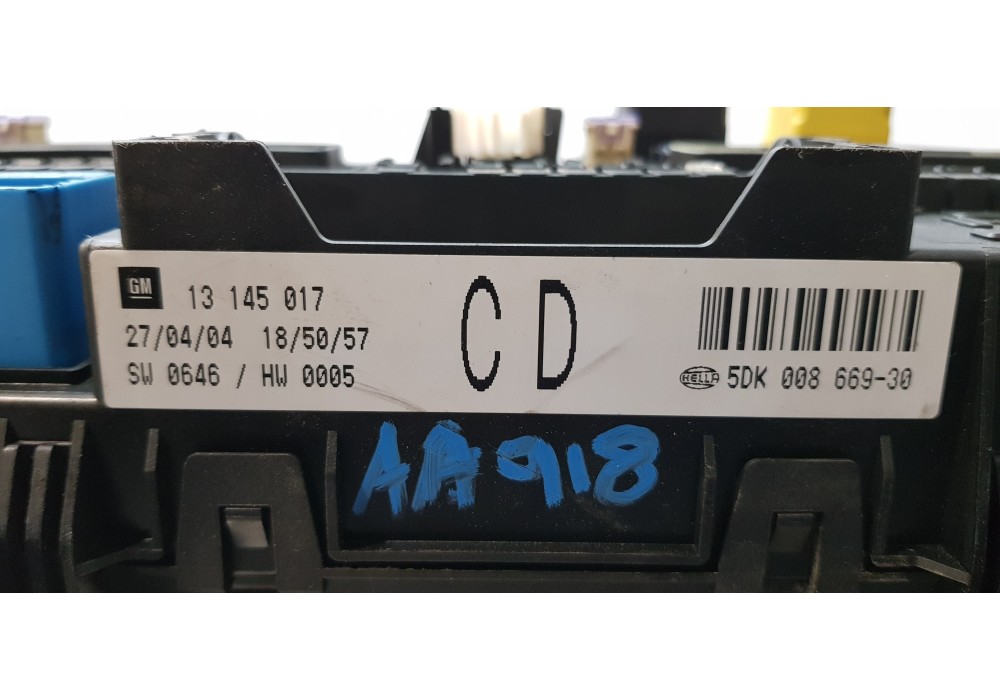 GM 13 145 017
27/04/04 18/50/57
SW 0646 / HW 0005
C D
HELLA 5DK 008 669-30
AA918